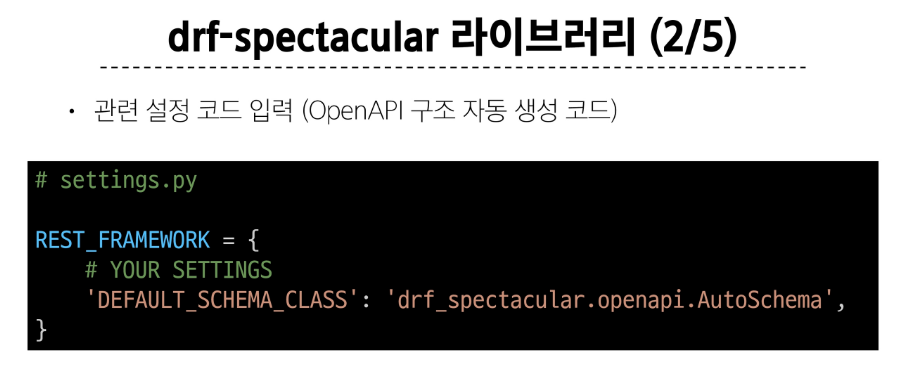 drf-spectacular 라이브러리 (2/5)
• 관련 설정 코드 입력 (OpenAPI 구조 자동 생성 코드)
# settings.py
REST_FRAMEWORK = {
    # YOUR SETTINGS
    'DEFAULT_SCHEMA_CLASS': 'drf_spectacular.openapi.AutoSchema',
}